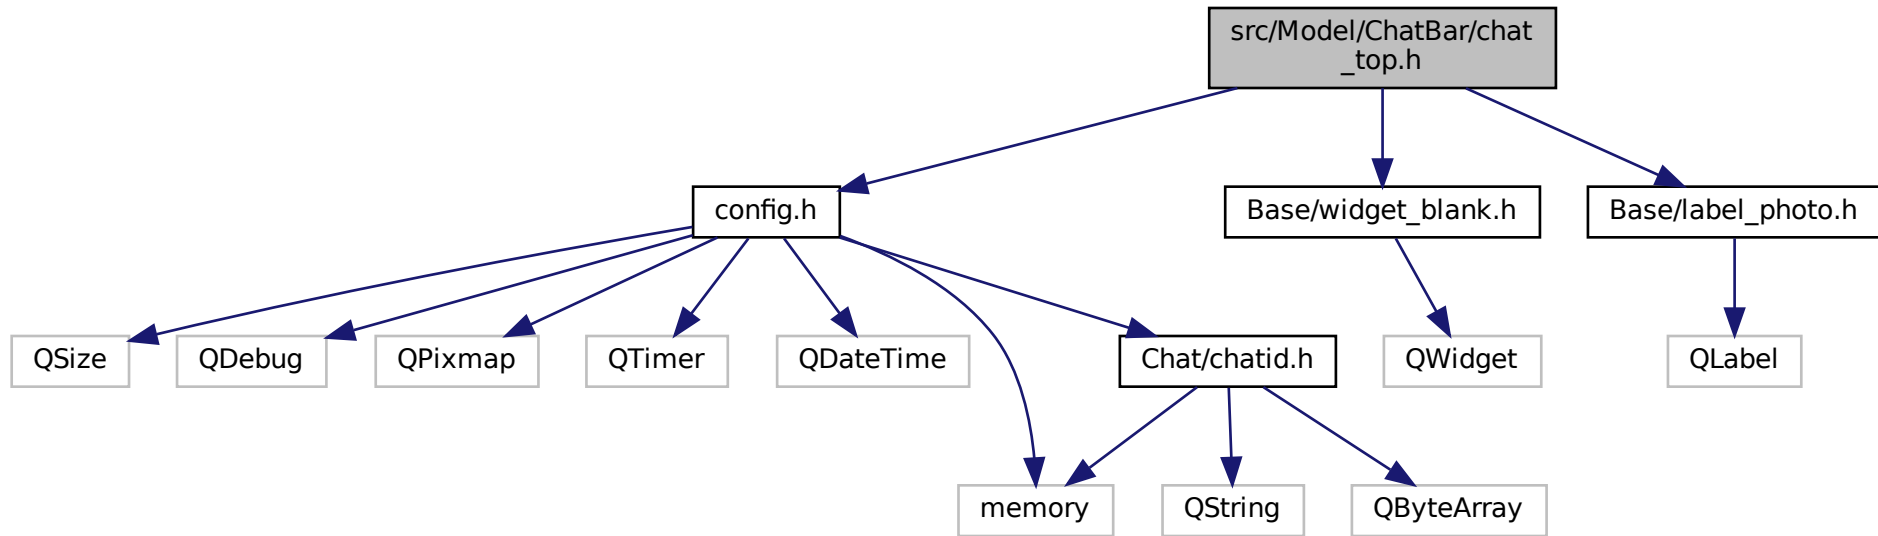 src/Model/ChatBar/chat
_top.h
config.h
Base/widget_blank.h
Base/label_photo.h
QSize
QDebug
QPixmap
QTimer
QDateTime
Chat/chatid.h
QWidget
QLabel
memory
QString
QByteArray